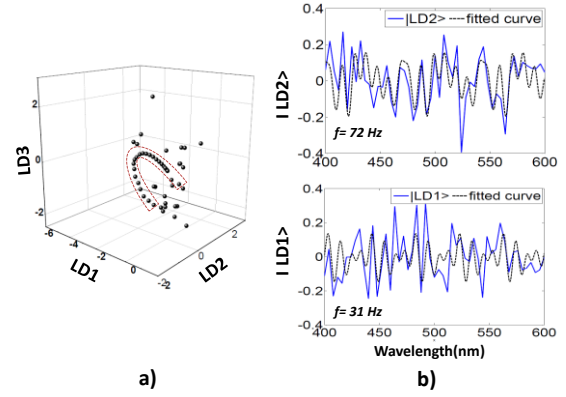 2
0
-2
LD3
-6
-4
-2
0
LD1
-2
0
2
LD2
a)
b)
|LD2> fitted curve
0.4
0.2
0
-0.2
-0.4
I LD2>
f= 72 Hz
400 450 500 550 600
|LD1> fitted curve
0.4
0.2
0
-0.2
-0.4
I LD1>
f= 31 Hz
400 450 500 550 600
Wavelength(nm)